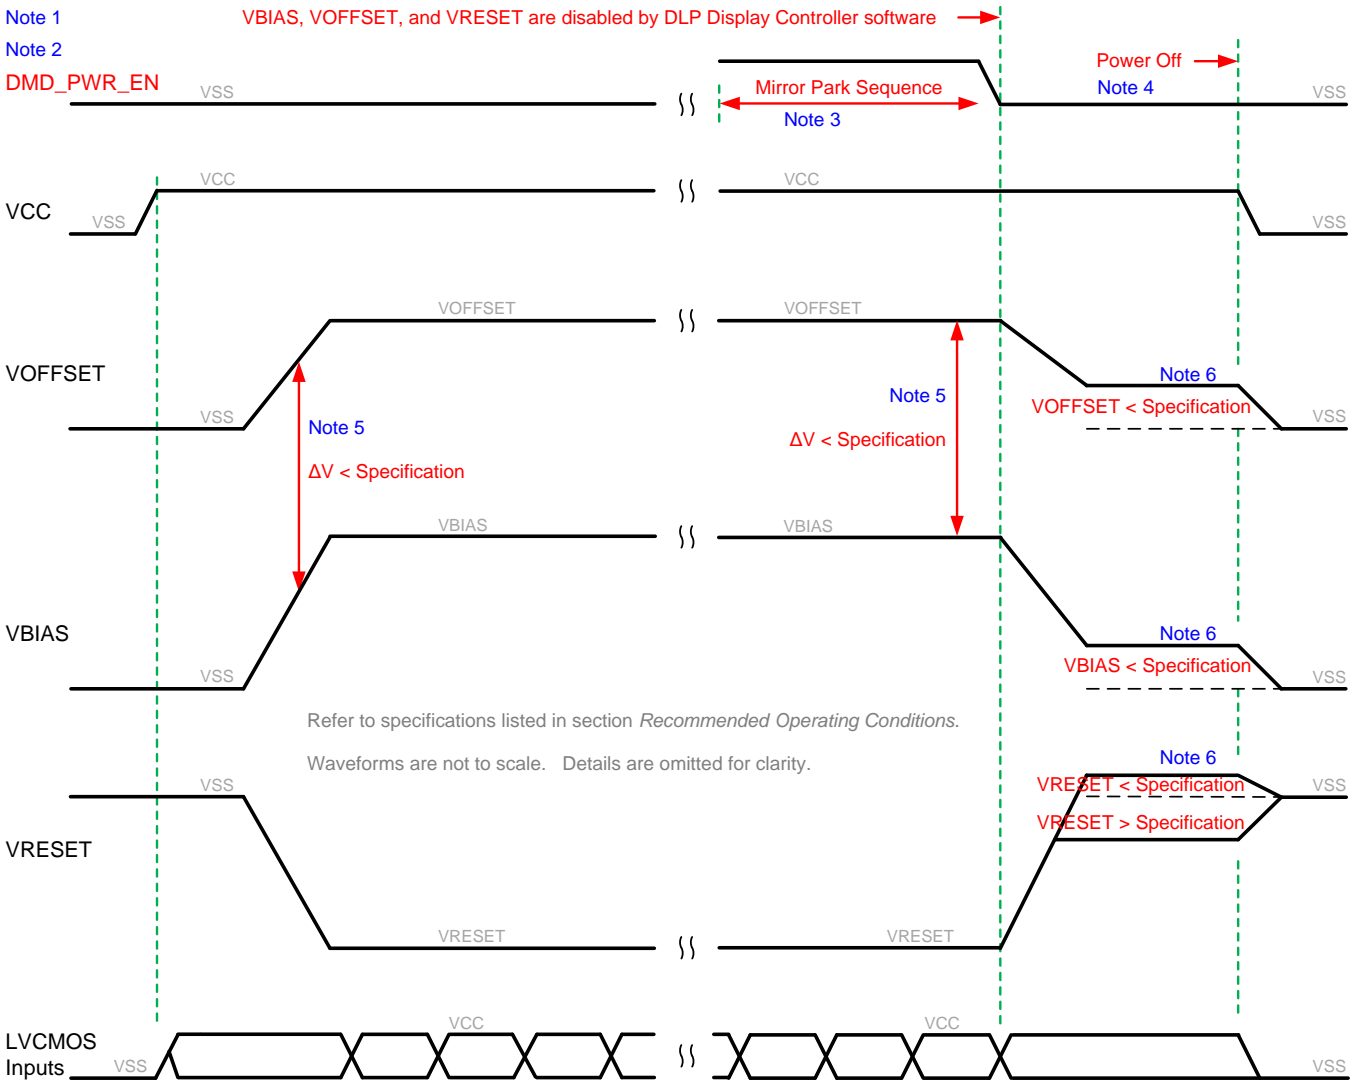 Note 1
VBIAS, VOFFSET, and VRESET are disabled by DLP Display Controller software
Note 2
Power Off
DMD_PWR_EN
VSS
Mirror Park Sequence
Note 4
VSS
Note 3
VCC
VCC
VCC
VSS
VSS
VOFFSET
VOFFSET
VOFFSET
Note 6
Note 5
Note 5
VOFFSET < Specification
VSS
VSS
ΔV < Specification
ΔV < Specification
VBIAS
VBIAS
VBIAS
Note 6
VBIAS < Specification
VSS
VSS
Refer to specifications listed in section Recommended Operating Conditions.
Waveforms are not to scale. Details are omitted for clarity.
Note 6
VSS
VRESET < Specification
VSS
VRESET > Specification
VRESET
VRESET
VRESET
LVCMOS
Inputs
VSS
VCC
VCC
VSS